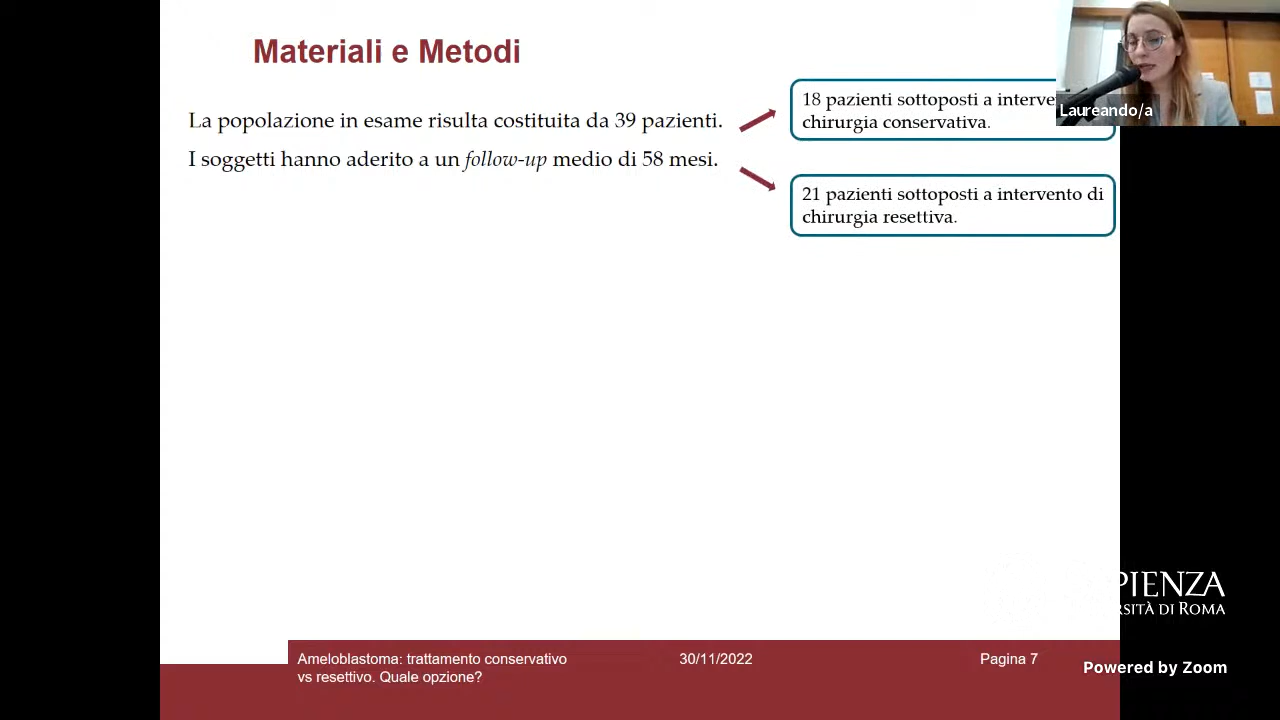 Materiali e Metodi
La popolazione in esame risulta costituita da 39 pazienti.
I soggetti hanno aderito a un follow-up medio di 58 mesi.
18 pazienti sottoposti a
chirurgia conservativa.
Laureando/a
21 pazienti sottoposti a intervento di
chirurgia resettiva.
PIENZA
DI ROMA
Ameloblastoma: trattamento conservativo
vs resettivo. Quale opzione?
30/11/2022
Pagina 7
Powered by Zoom